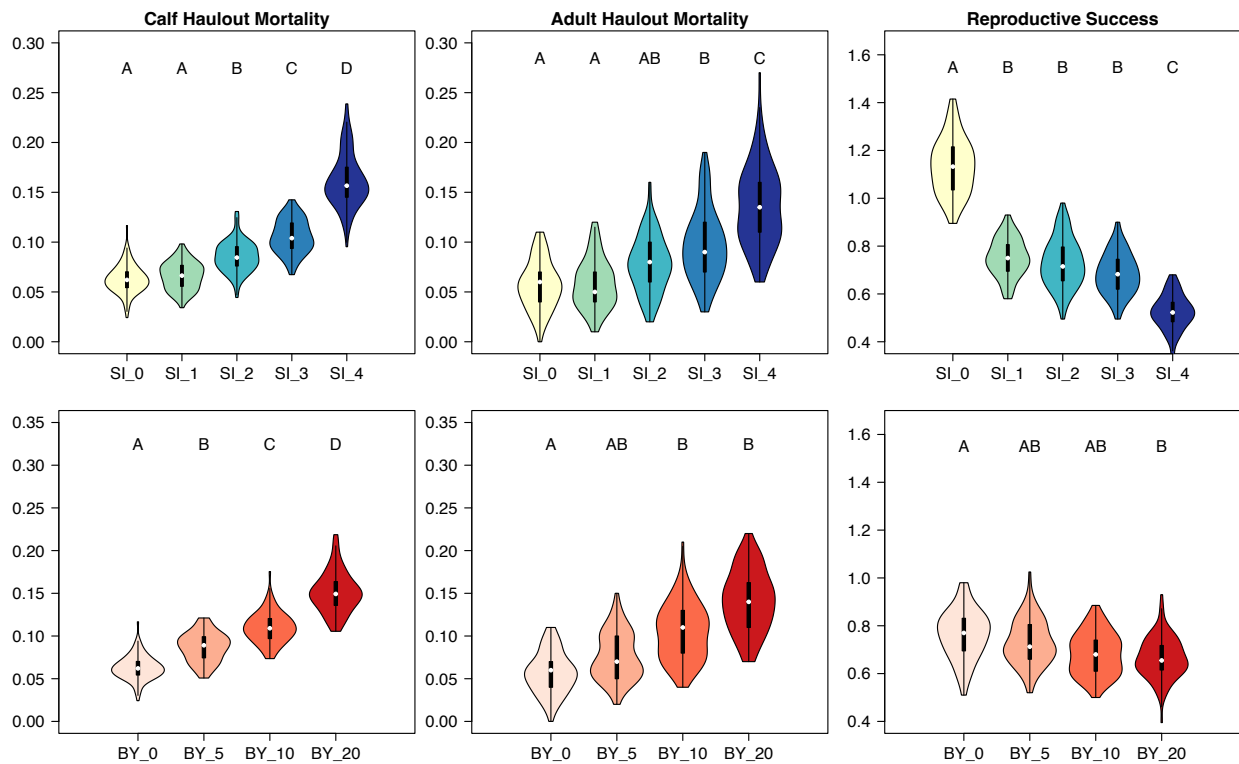 Calf Haulout Mortality
0.30
0.25
0.20
0.15
0.10
0.05
0.00
A A B C D
SI_0 SI_1 SI_2 SI_3 SI_4
Adult Haulout Mortality
0.30
0.25
0.20
0.15
0.10
0.05
0.00
A A AB B C
SI_0 SI_1 SI_2 SI_3 SI_4
Reproductive Success
1.6
1.4
1.2
1.0
0.8
0.6
0.4
A B B B C
SI_0 SI_1 SI_2 SI_3 SI_4
0.35
0.30
0.25
0.20
0.15
0.10
0.05
0.00
A B C D
BY_0 BY_5 BY_10 BY_20
0.35
0.30
0.25
0.20
0.15
0.10
0.05
0.00
A AB B B
BY_0 BY_5 BY_10 BY_20
1.6
1.4
1.2
1.0
0.8
0.6
0.4
A AB AB B
BY_0 BY_5 BY_10 BY_20